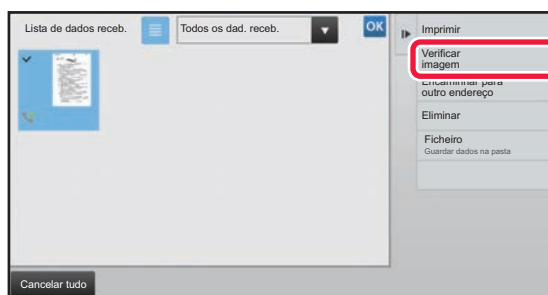 Lista de dados receb.
Todos os dad. receb.
OK
Imprimir
Verificar
imagem
Encaminhar para
outro endereço
Eliminar
Ficheiro
Guardar dados na pasta
Cancelar tudo